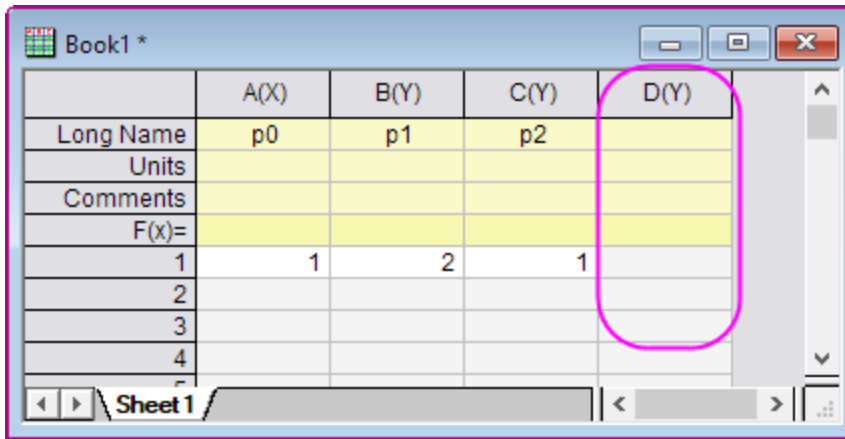 Book1 *
A(X) B(Y) C(Y) D(Y)
Long Name p0 p1 p2
Units
Comments
F(x)=
1 1 2 1
2
3
4
Sheet1